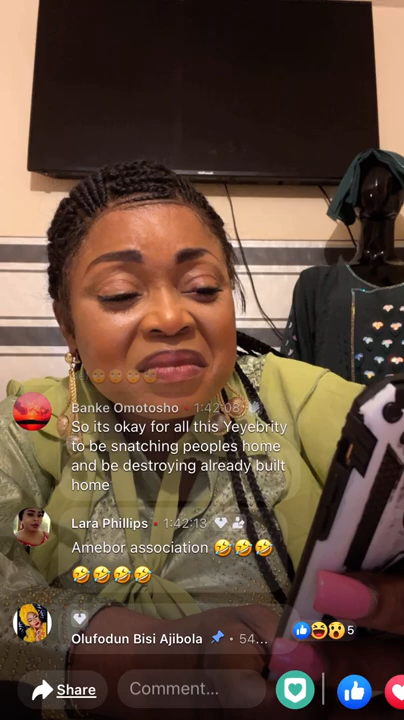 Banke Omotosho 1:42:08
So its okay for all this Yeyebrity
to be snatching peoples home
and be destroying already built
home
Lara Phillips • 1:42:13
Amebor association 🤣🤣🤣
🤣🤣🤣🤣
Olufodun Bisi Ajibola 📌 • 54...
👍😆😮 5
Share
Comment...